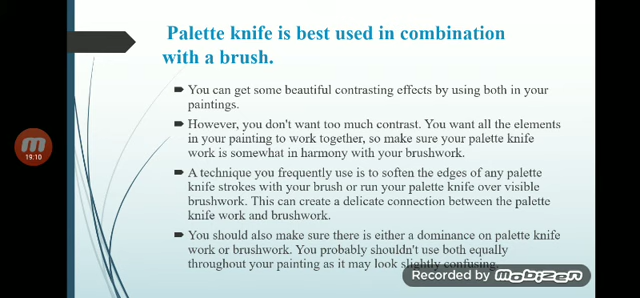 Palette knife is best used in combination
with a brush.
You can get some beautiful contrasting effects by using both in your
paintings.
However, you don't want too much contrast. You want all the elements
in your painting to work together, so make sure your palette knife
work is somewhat in harmony with your brushwork.
A technique you frequently use is to soften the edges of any palette
knife strokes with your brush or run your palette knife over visible
brushwork. This can create a delicate connection between the palette
knife work and brushwork.
You should also make sure there is either a dominance on palette knife
work or brushwork. You probably shouldn't use both equally
throughout your painting as it may look slightly confusing.
19:10
Recorded by mobizen